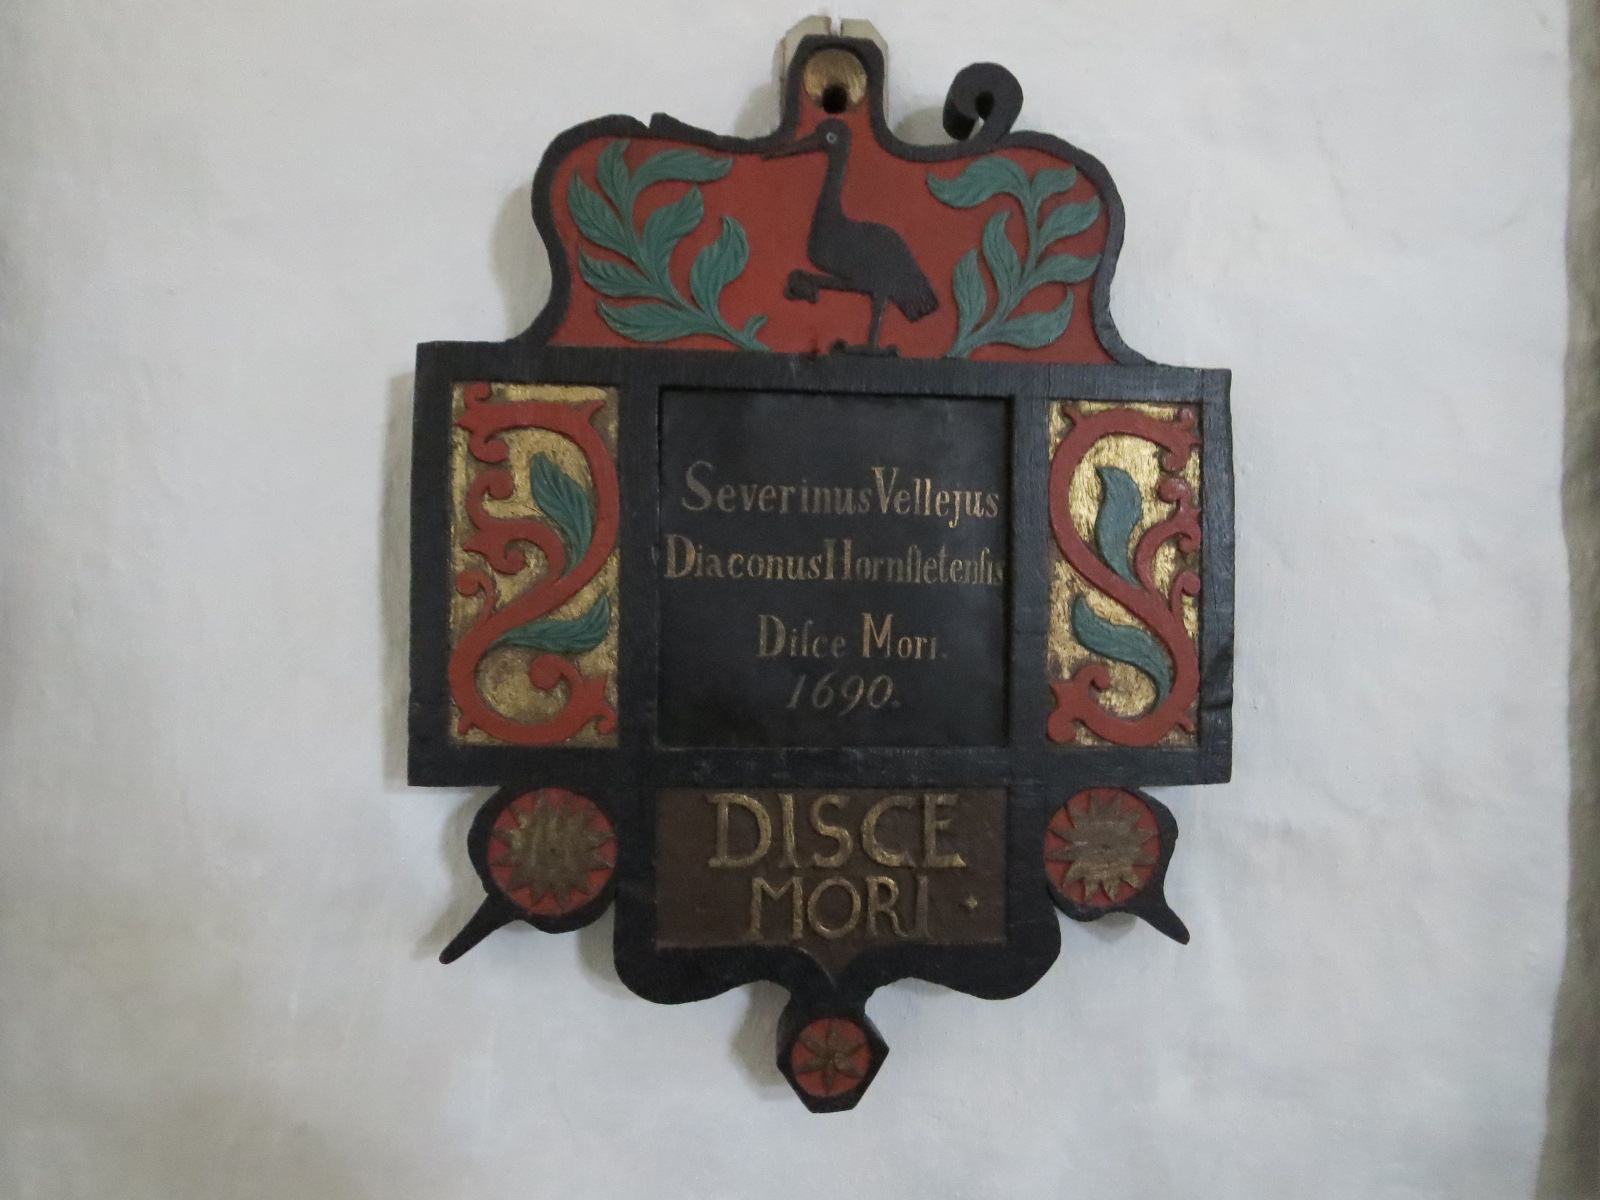 Severinus Vellejus
Diaconus Hornſletenſis
Diſce Mori.
1690.
DISCE
MORI